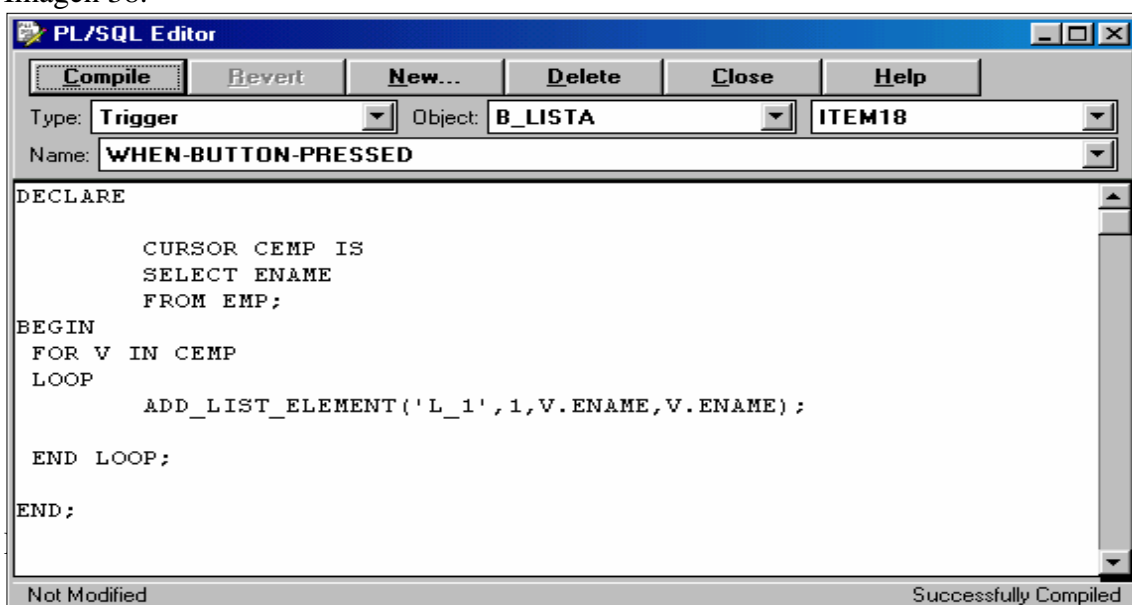 Imagen 38:
PL/SQL Editor
Compile Revert New... Delete Close Help
Type: Trigger Object: B_LISTA ITEM18
Name: WHEN-BUTTON-PRESSED
DECLARE
CURSOR CEMP IS
SELECT ENAME
FROM EMP;
BEGIN
FOR V IN CEMP
LOOP
ADD_LIST_ELEMENT('L_1',1,V.ENAME,V.ENAME);
END LOOP;
END;
Not Modified Successfully Compiled